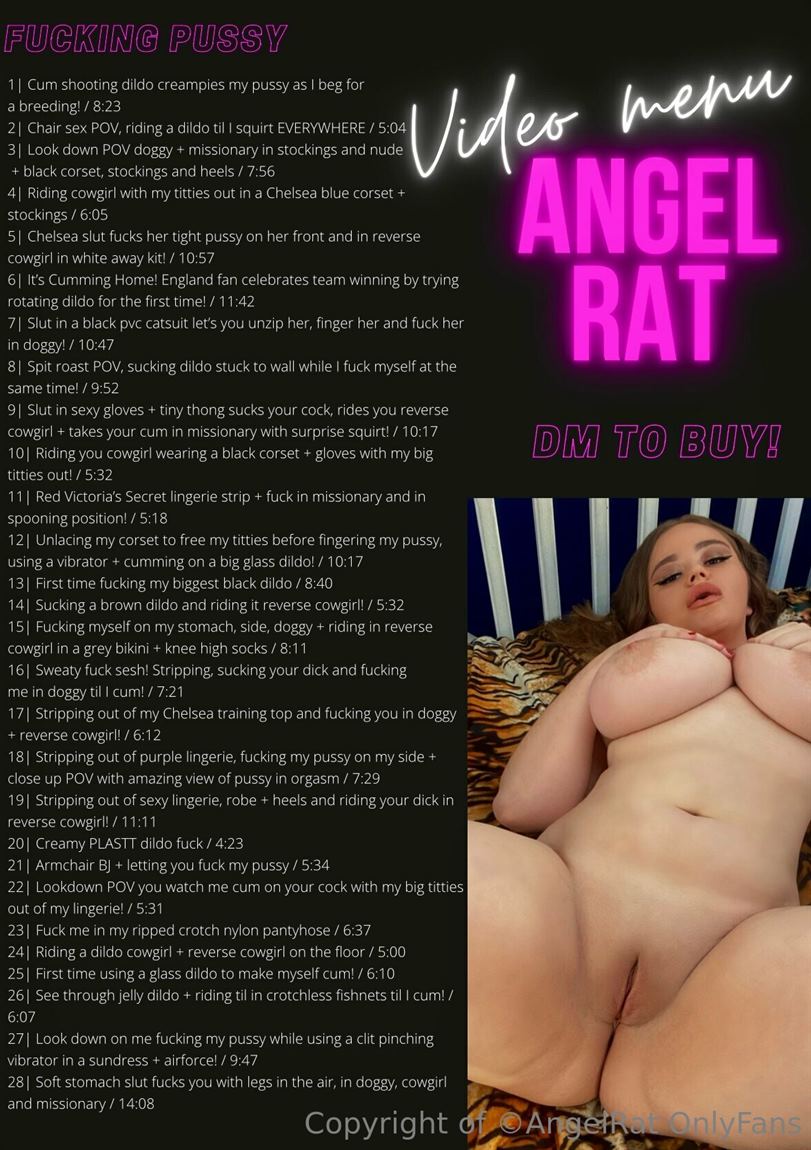 FUCKING PUSSY
Video menu
ANGEL
RAT
DM TO BUY!
1| Cum shooting dildo creampies my pussy as I beg for
a breeding! / 8:23
2| Chair sex POV, riding a dildo til I squirt EVERYWHERE / 5:04
3| Look down POV doggy + missionary in stockings and nude
+ black corset, stockings and heels / 7:56
4| Riding cowgirl with my titties out in a Chelsea blue corset +
stockings / 6:05
5| Chelsea slut fucks her tight pussy on her front and in reverse
cowgirl in white away kit! / 10:57
6| It's Cumming Home! England fan celebrates team winning by trying
rotating dildo for the first time! / 11:42
7| Slut in a black pvc catsuit let's you unzip her, finger her and fuck her
in doggy! / 10:47
8| Spit roast POV, sucking dildo stuck to wall while I fuck myself at the
same time! / 9:52
9| Slut in sexy gloves + tiny thong sucks your cock, rides you reverse
cowgirl + takes your cum in missionary with surprise squirt! / 10:17
10| Riding you cowgirl wearing a black corset + gloves with my big
titties out! / 5:32
11| Red Victoria's Secret lingerie strip + fuck in missionary and in
spooning position! / 5:18
12| Unlacing my corset to free my titties before fingering my pussy,
using a vibrator + cumming on a big glass dildo! / 10:17
13| First time fucking my biggest black dildo / 8:40
14| Sucking a brown dildo and riding it reverse cowgirl! / 5:32
15| Fucking myself on my stomach, side, doggy + riding in reverse
cowgirl in a grey bikini + knee high socks / 8:11
16| Sweaty fuck sesh! Stripping, sucking your dick and fucking
me in doggy til I cum! / 7:21
17| Stripping out of my Chelsea training top and fucking you in doggy
+ reverse cowgirl! / 6:12
18| Stripping out of purple lingerie, fucking my pussy on my side +
close up POV with amazing view of pussy in orgasm / 7:29
19| Stripping out of sexy lingerie, robe + heels and riding your dick in
reverse cowgirl! / 11:11
20| Creamy PLASTT dildo fuck / 4:23
21| Armchair BJ + letting you fuck my pussy / 5:34
22| Lookdown POV you watch me cum on your cock with my big titties
out of my lingerie! / 5:31
23| Fuck me in my ripped crotch nylon pantyhose / 6:37
24| Riding a dildo cowgirl + reverse cowgirl on the floor / 5:00
25| First time using a glass dildo to make myself cum! / 6:10
26| See through jelly dildo + riding til in crotchless fishnets til I cum! /
6:07
27| Look down on me fucking my pussy while using a clit pinching
vibrator in a sundress + airforce! / 9:47
28| Soft stomach slut fucks you with legs in the air, in doggy, cowgirl
and missionary / 14:08
Copyright of ©AngelRat OnlyFans